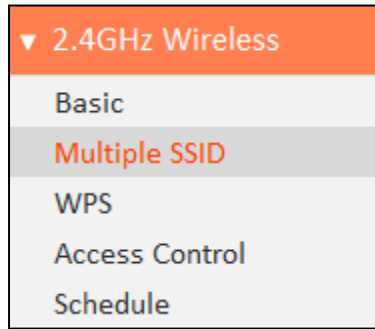 2.4GHz Wireless
Basic
Multiple SSID
WPS
Access Control
Schedule